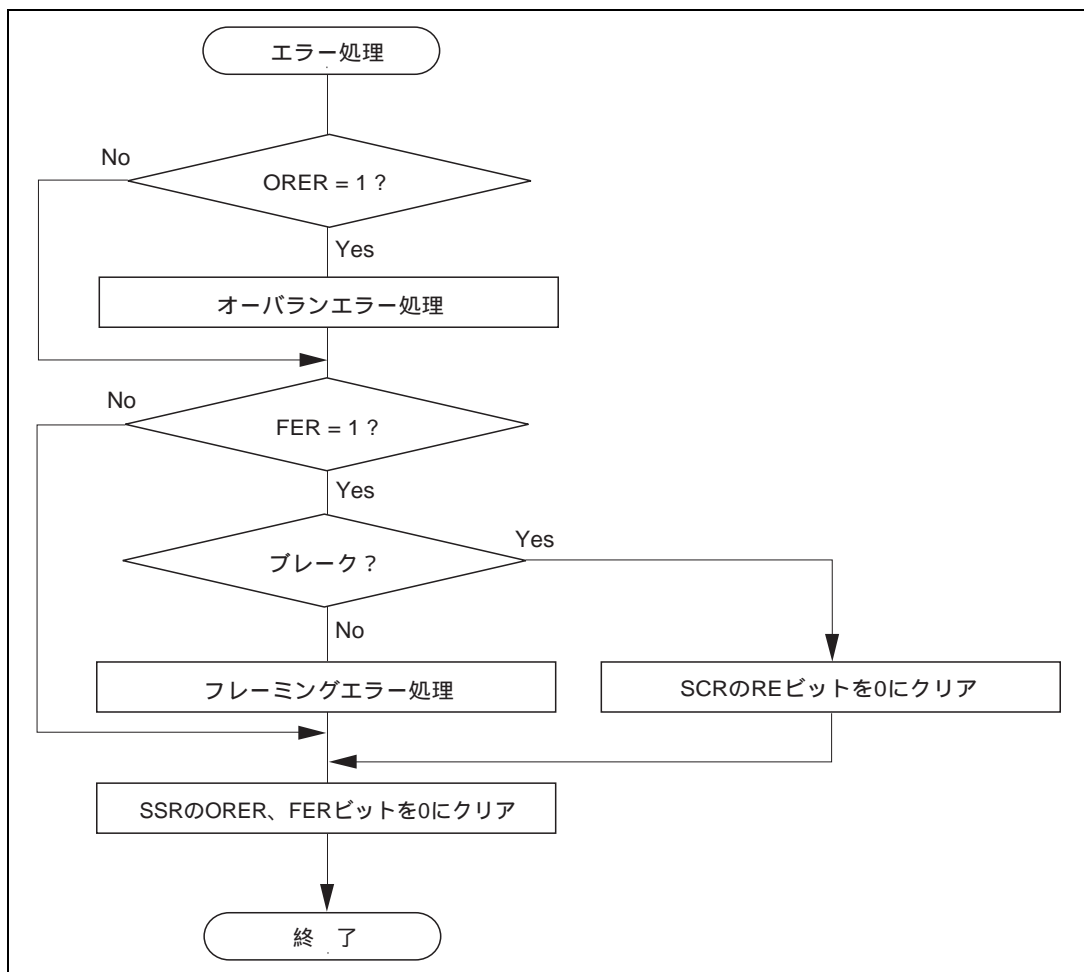 エラー処理
No
ORER = 1 ?
Yes
オーバランエラー処理
No
FER = 1 ?
Yes
ブレーク ?
Yes
No
フレーミングエラー処理
SCRのREビットを0にクリア
SSRのORER、FERビットを0にクリア
終 了